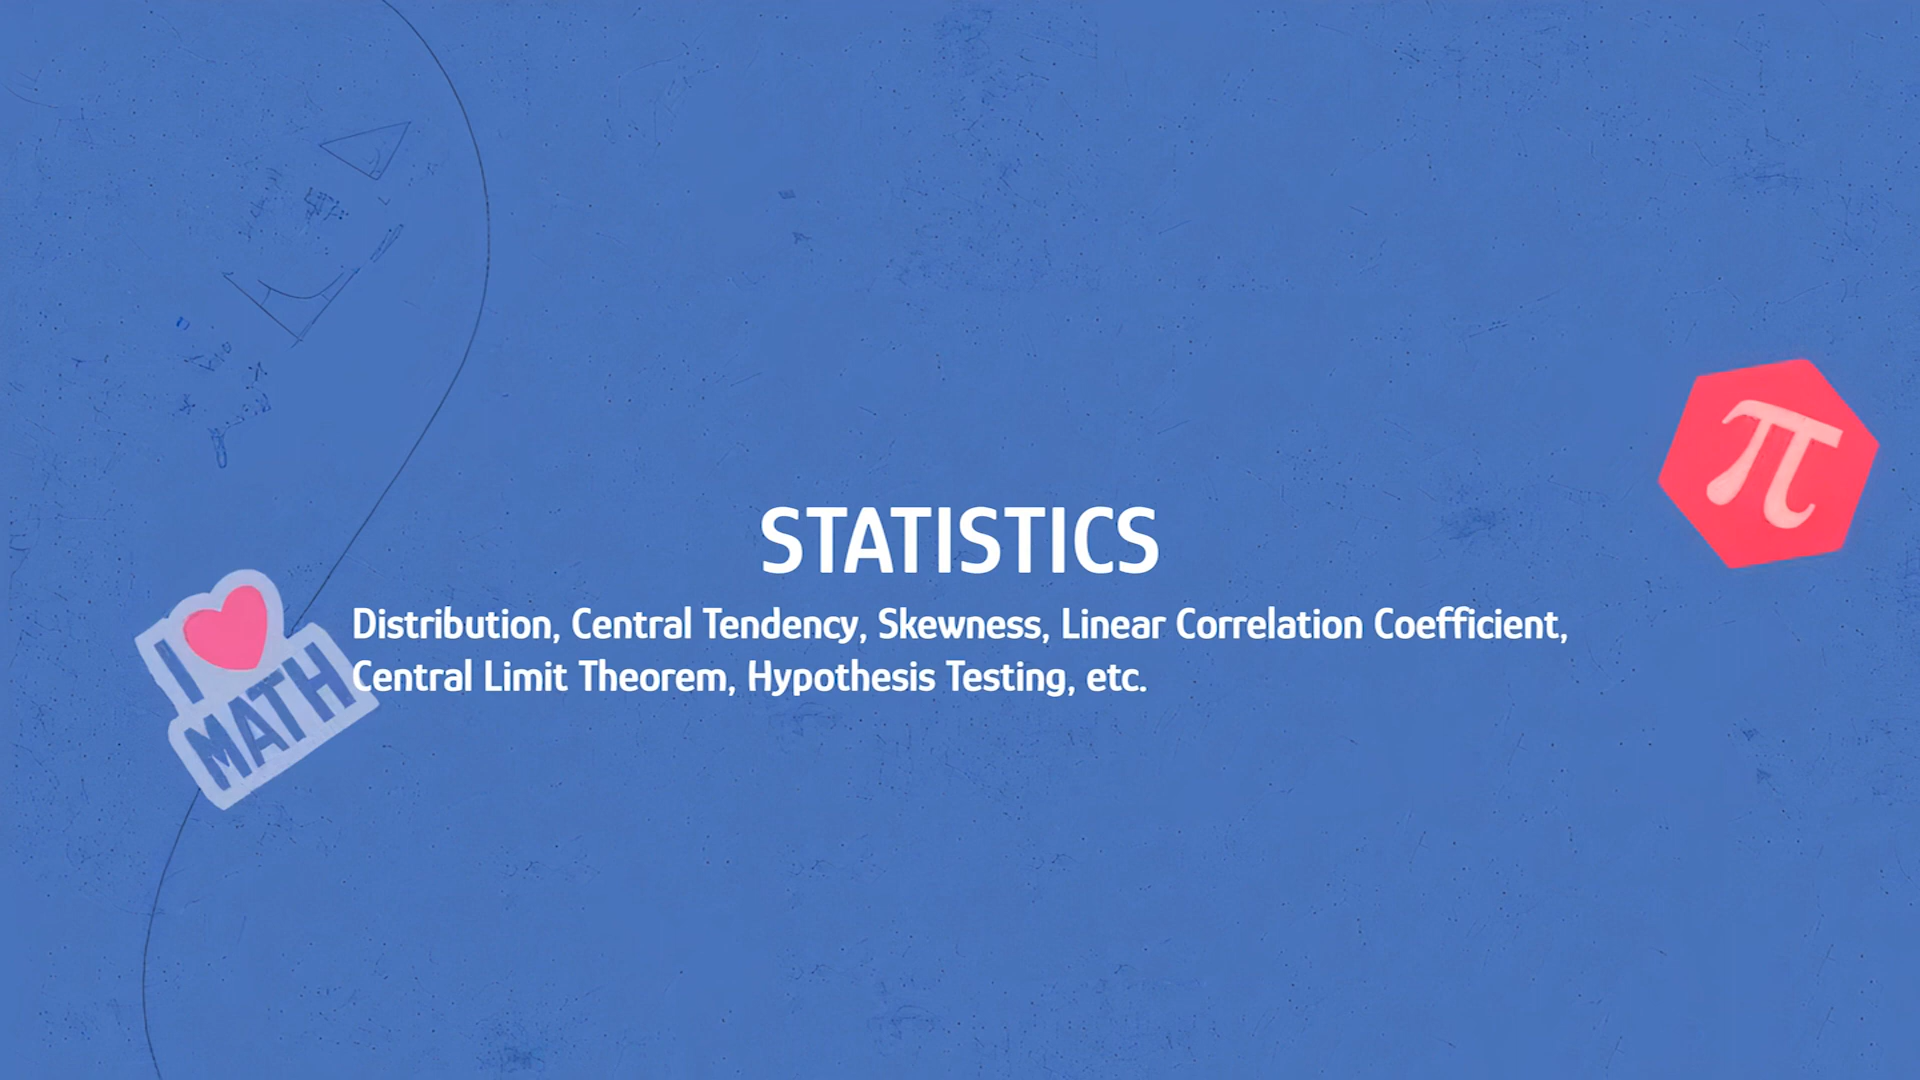 STATISTICS
Distribution, Central Tendency, Skewness, Linear Correlation Coefficient,
Central Limit Theorem, Hypothesis Testing, etc.
I
MATH
π